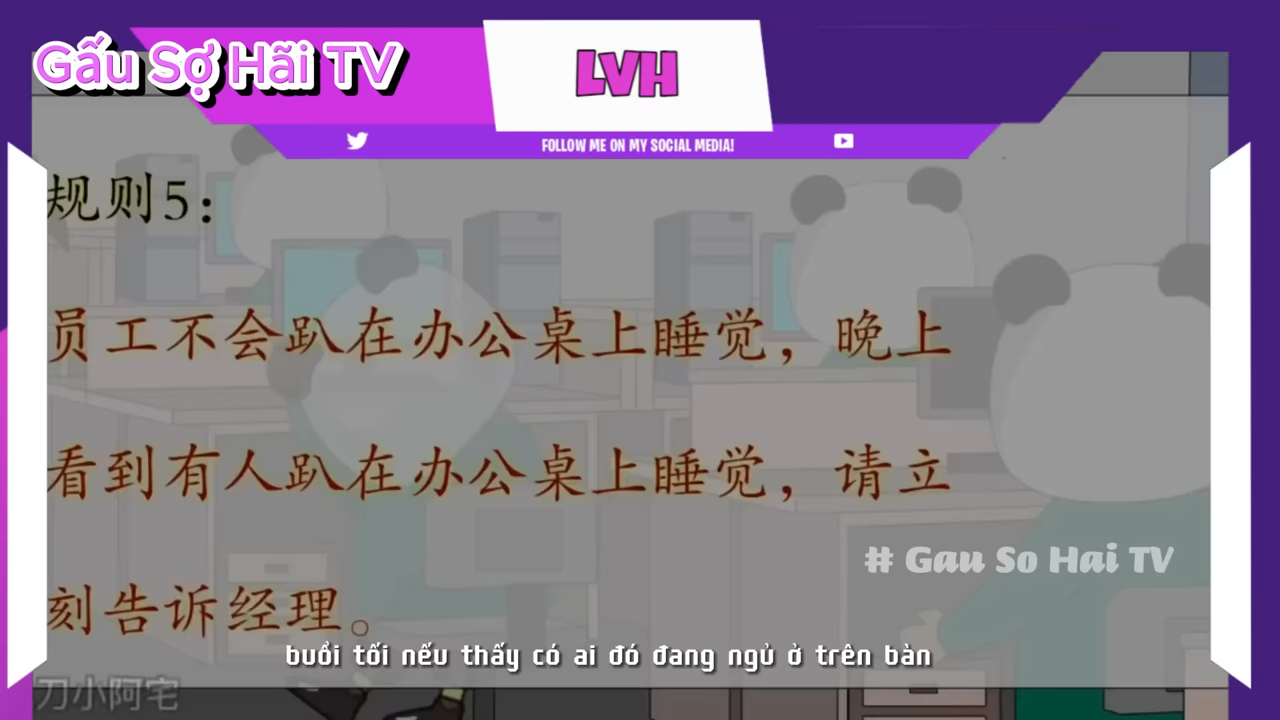 Gấu Sợ Hãi TV
LVH
FOLLOW ME ON MY SOCIAL MEDIA!
规则5：
员工不会趴在办公桌上睡觉，晚上
看到有人趴在办公桌上睡觉，请立
刻告诉经理。
# Gau So Hai TV
buổi tối nếu thấy có ai đó đang ngủ ở trên bàn
刀小阿宅